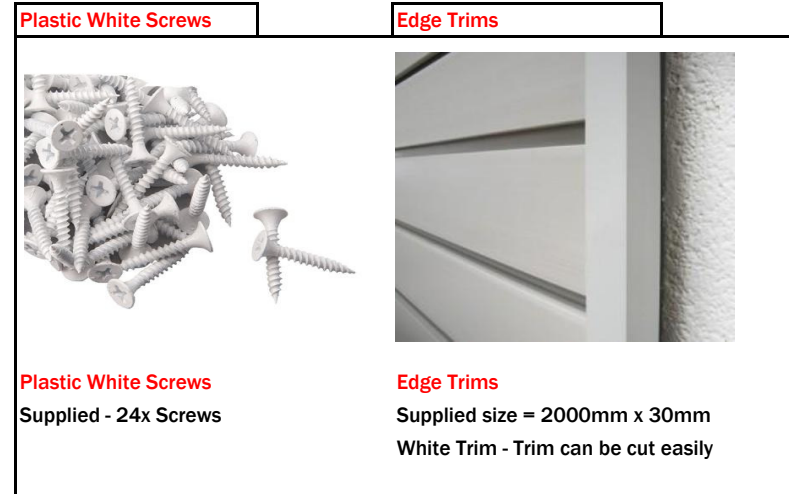 Plastic White Screws
Edge Trims
Plastic White Screws
Supplied - 24x Screws
Edge Trims
Supplied size = 2000mm x 30mm
White Trim - Trim can be cut easily